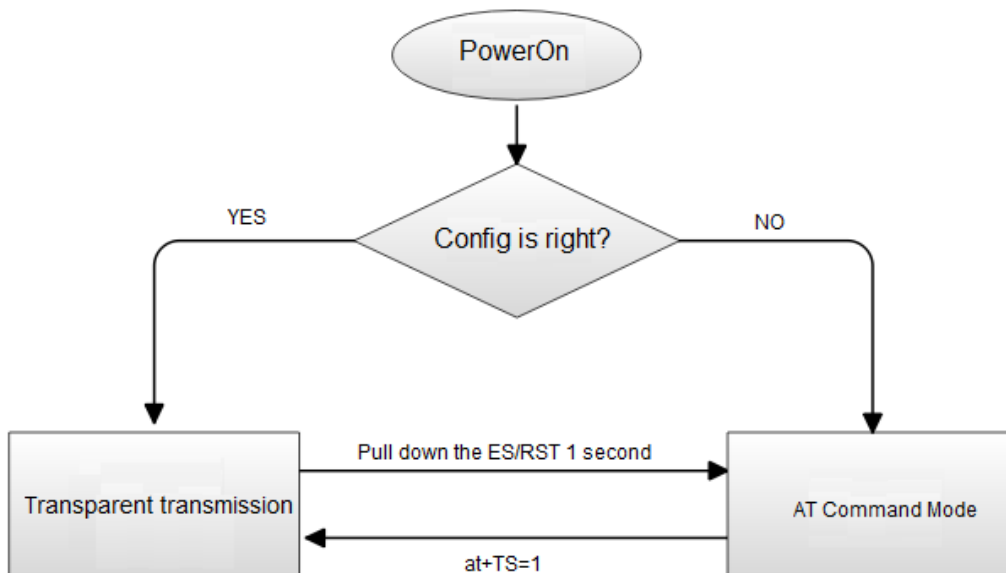 PowerOn
Config is right?
YES
NO
Pull down the ES/RST 1 second
Transparent transmission
AT Command Mode
at+TS=1